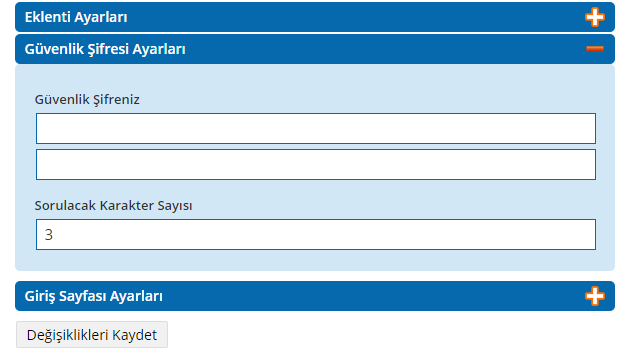 Eklenti Ayarları
Güvenlik Şifresi Ayarları
Güvenlik Şifreniz
Sorulacak Karakter Sayısı
3
Giriş Sayfası Ayarları
Değişiklikleri Kaydet